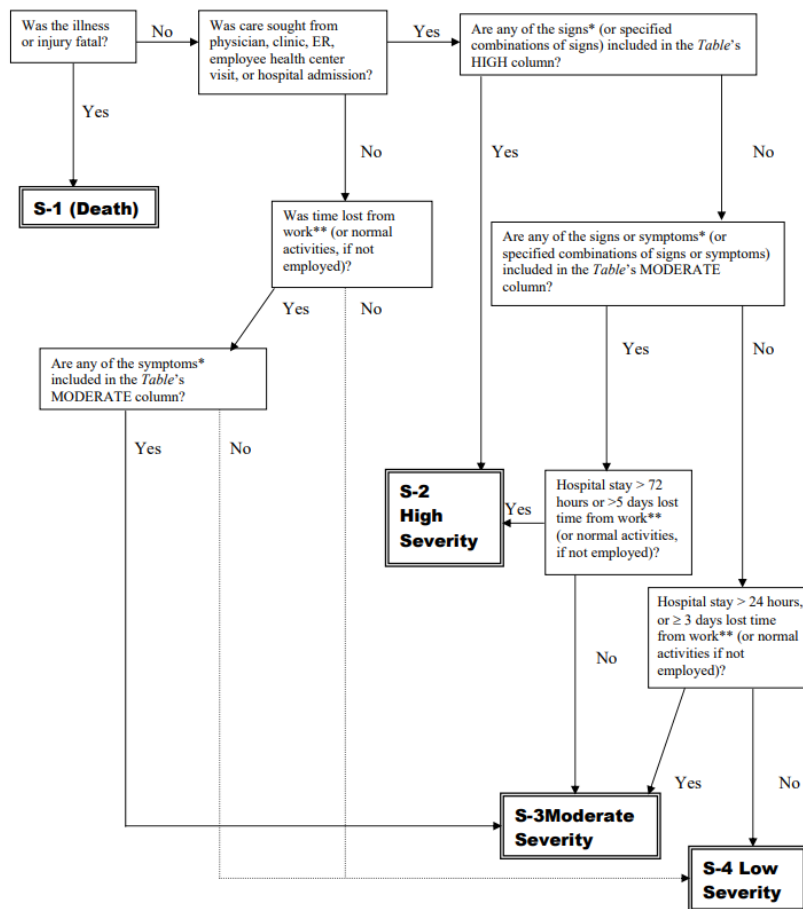 Was the illness
or injury fatal?
No
Was care sought from
physician, clinic, ER,
employee health center
visit, or hospital admission?
Yes
Are any of the signs* (or specified
combinations of signs) included in the Table's
HIGH column?
Yes
No
Yes
No
S-1 (Death)
Was time lost from
work** (or normal
activities, if not
employed)?
Are any of the signs or symptoms* (or
specified combinations of signs or symptoms)
included in the Table's MODERATE
column?
Yes
No
Yes
No
Are any of the symptoms*
included in the Table's
MODERATE column?
Yes
No
S-2
High
Severity
Yes
Hospital stay > 72
hours or >5 days lost
time from work**
(or normal activities,
if not employed)?
No
Hospital stay > 24 hours,
or ≥ 3 days lost time
from work** (or normal
activities if not
employed)?
Yes
No
S-3Moderate
Severity
S-4 Low
Severity